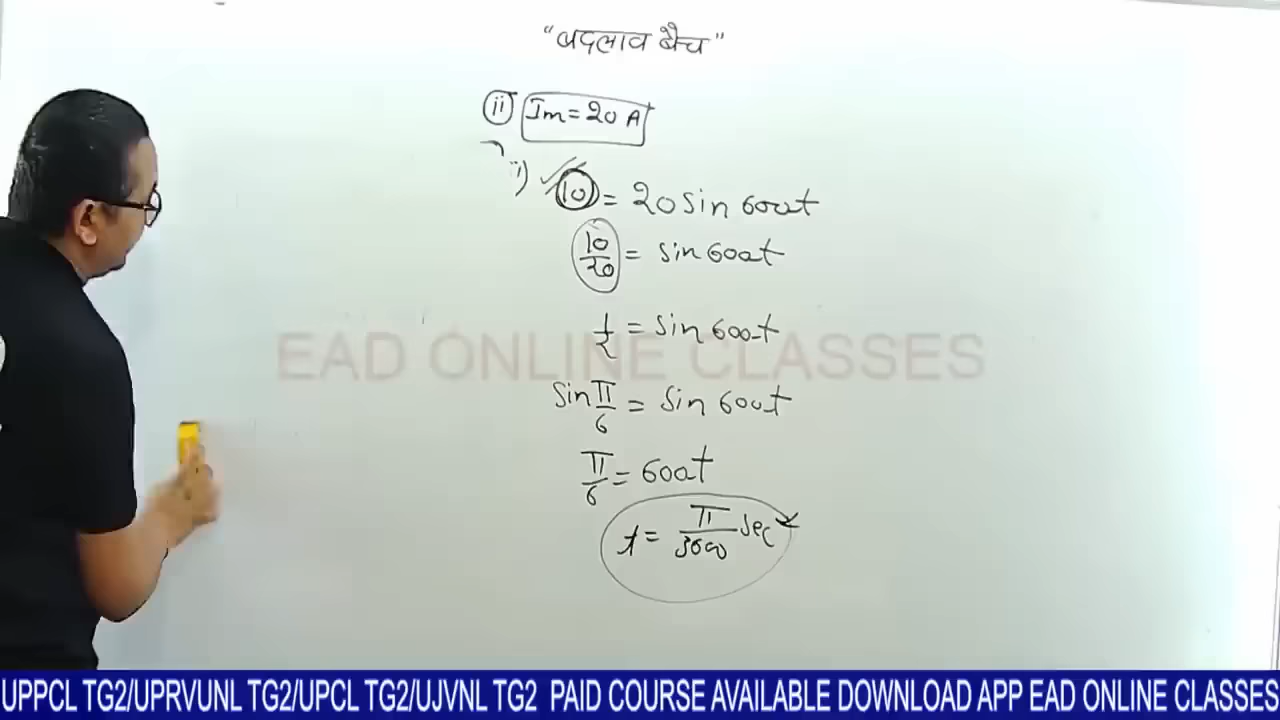 "बदलाव बैच"
ii Im = 20 A
ii) 10 = 20 sin 600t
10/20 = sin 600t
1/2 = sin 600t
EAD ONLINE CLASSES
sin π/6 = sin 600t
π/6 = 600t
t = π/3600 sec
UPPCL TG2/UPRVUNL TG2/UPCL TG2/UJVNL TG2 PAID COURSE AVAILABLE DOWNLOAD APP EAD ONLINE CLASSES